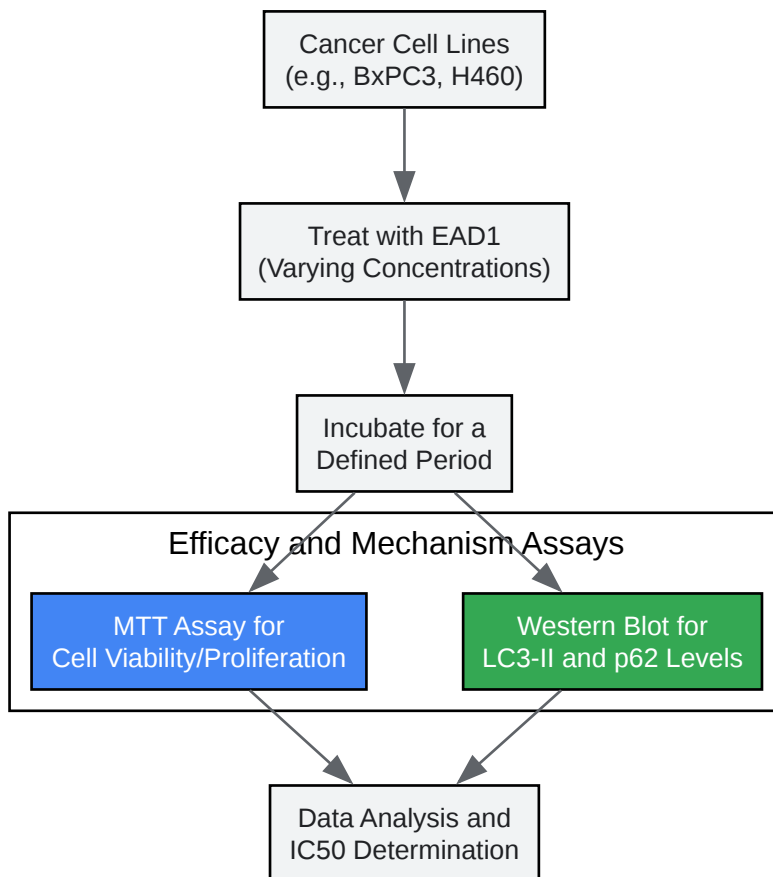 Cancer Cell Lines
(e.g., BxPC3, H460)
Treat with EAD1
(Varying Concentrations)
Incubate for a
Defined Period
Efficacy and Mechanism Assays
MTT Assay for
Cell Viability/Proliferation
Western Blot for
LC3-II and p62 Levels
Data Analysis and
IC50 Determination